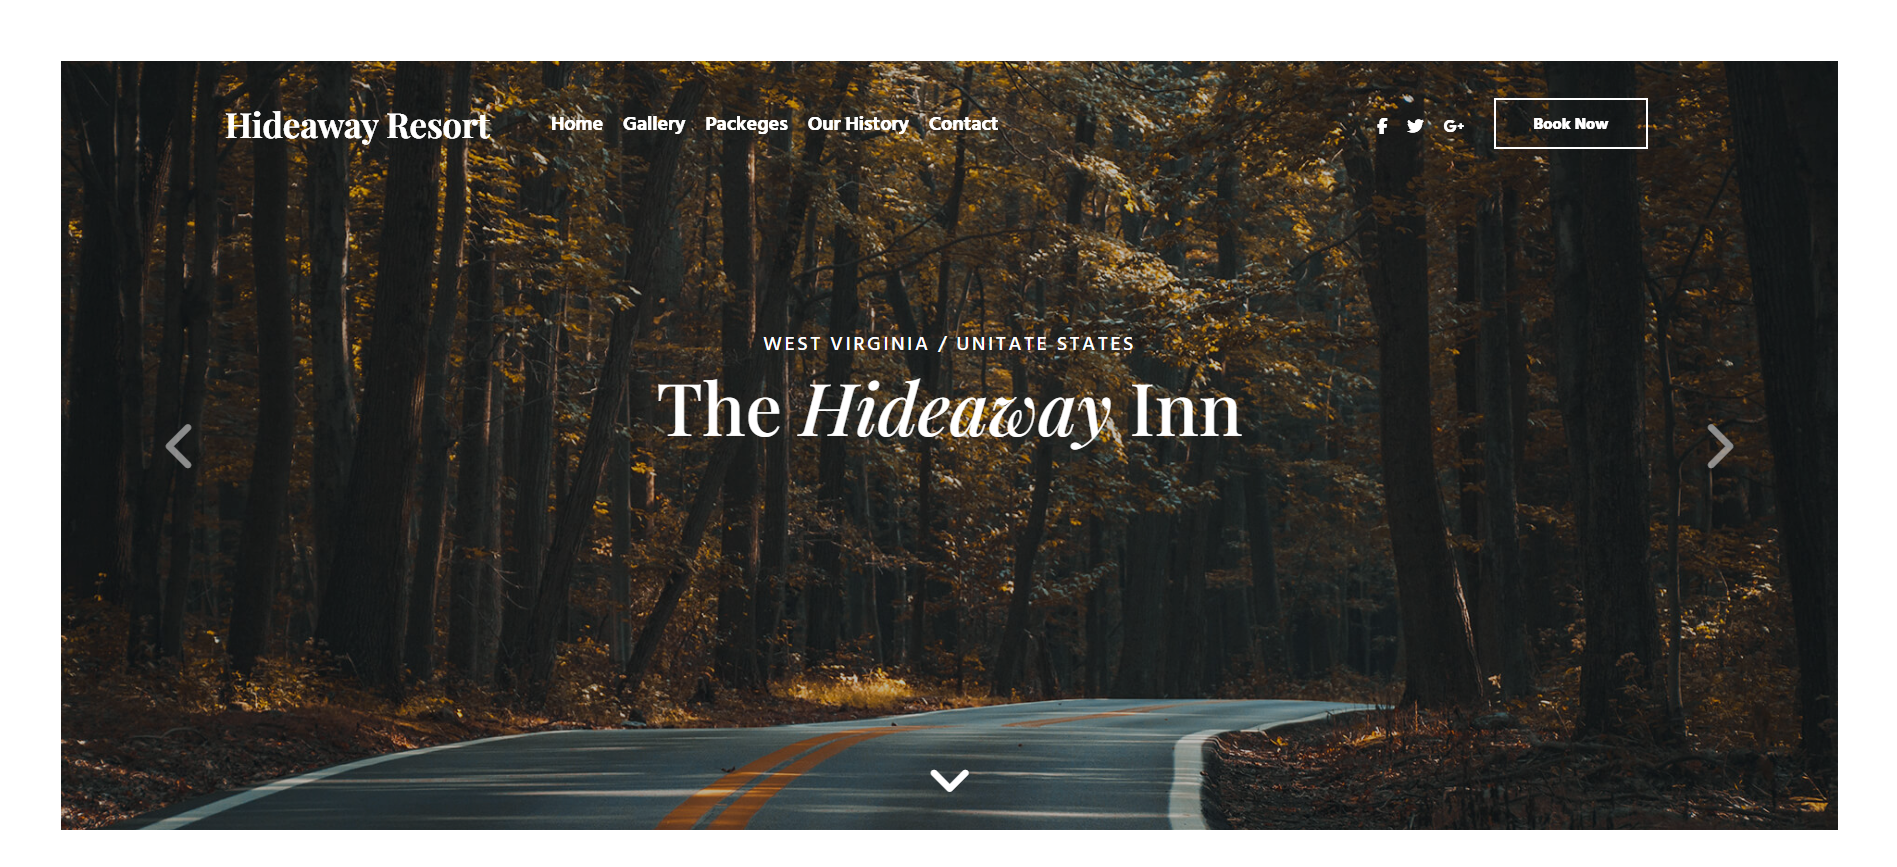 Hideaway Resort Home Gallery Packeges Our History Contact G+ Book Now
WEST VIRGINIA / UNITATE STATES
The Hideaway Inn